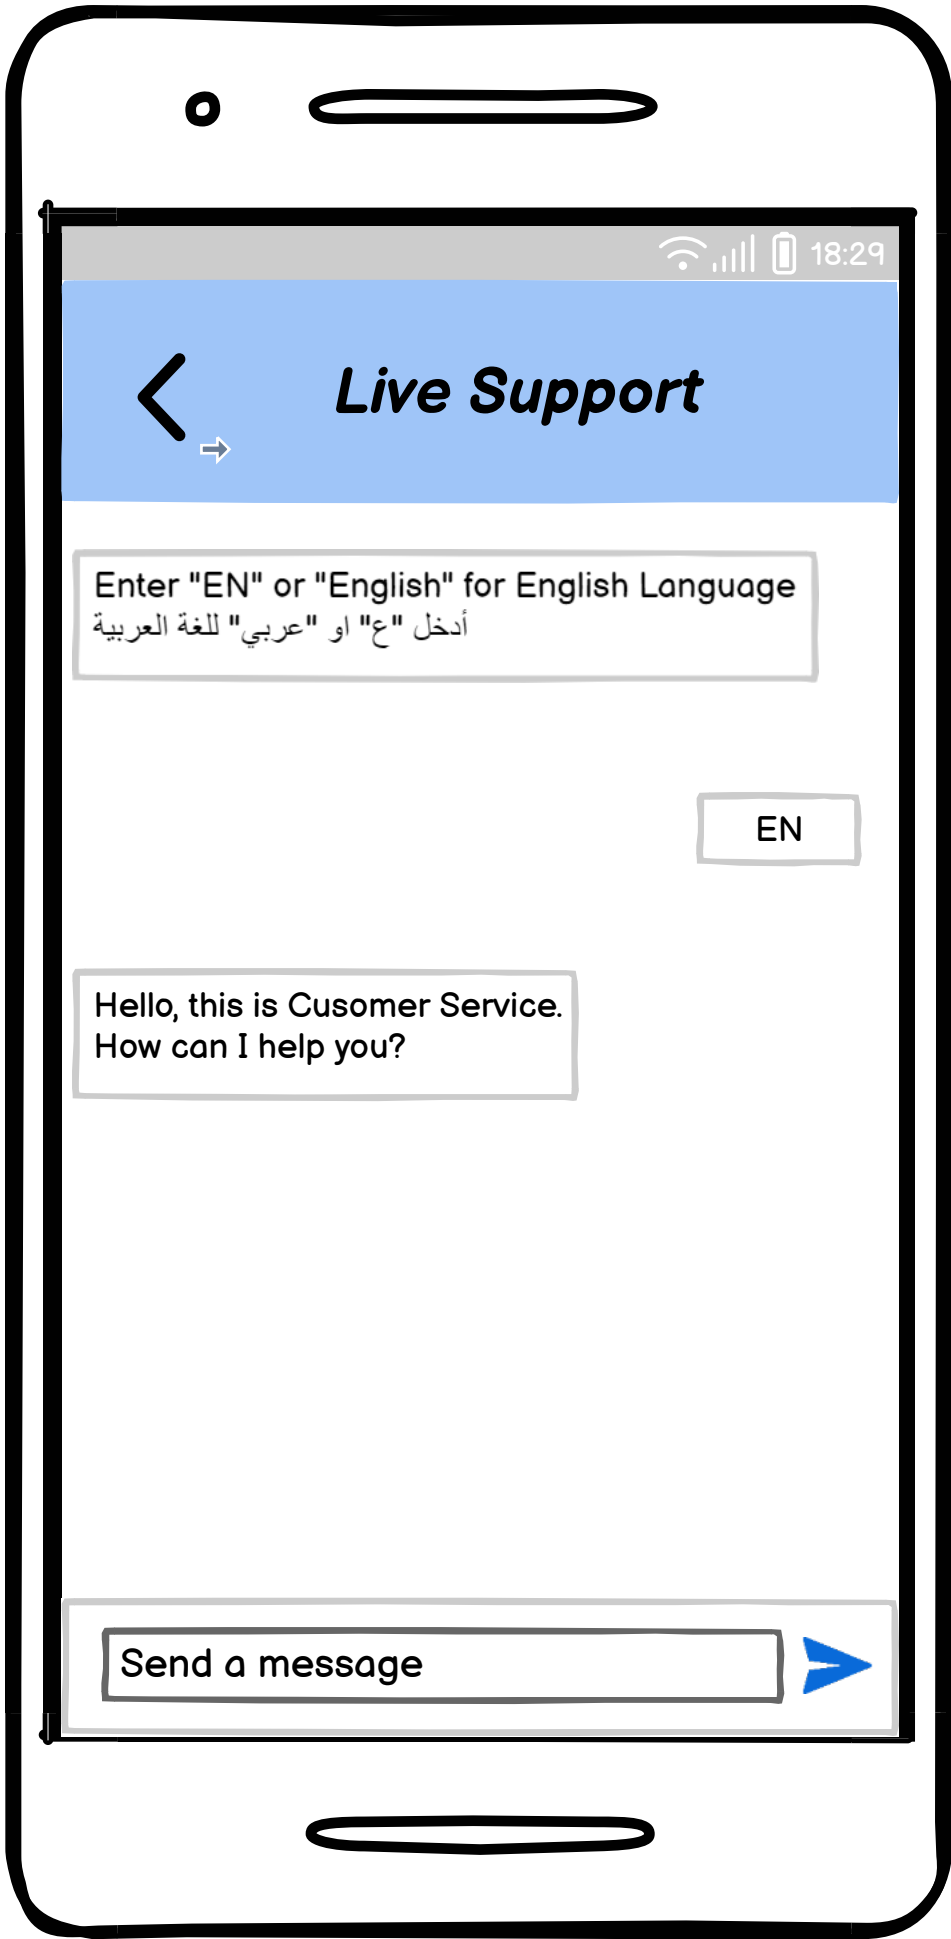 18:29
Live Support
Enter "EN" or "English" for English Language
أدخل "ع" او "عربي" للغة العربية
EN
Hello, this is Cusomer Service.
How can I help you?
Send a message